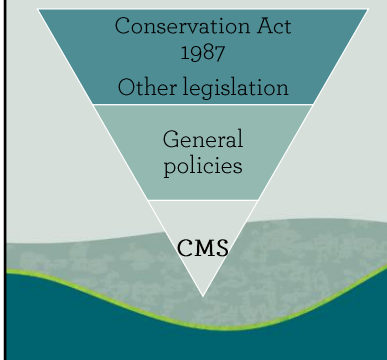 Conservation Act
1987
Other legislation
General
policies
CMS